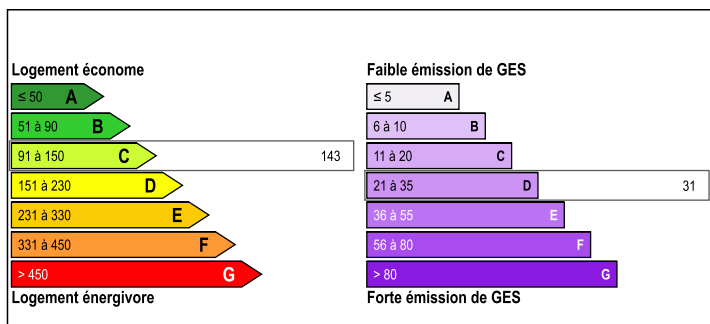 Logement économe
≤ 50 A
51 à 90 B
91 à 150 C 143
151 à 230 D
231 à 330 E
331 à 450 F
> 450 G
Logement énergivore
Faible émission de GES
≤ 5 A
6 à 10 B
11 à 20 C
21 à 35 D 31
36 à 55 E
56 à 80 F
> 80 G
Forte émission de GES